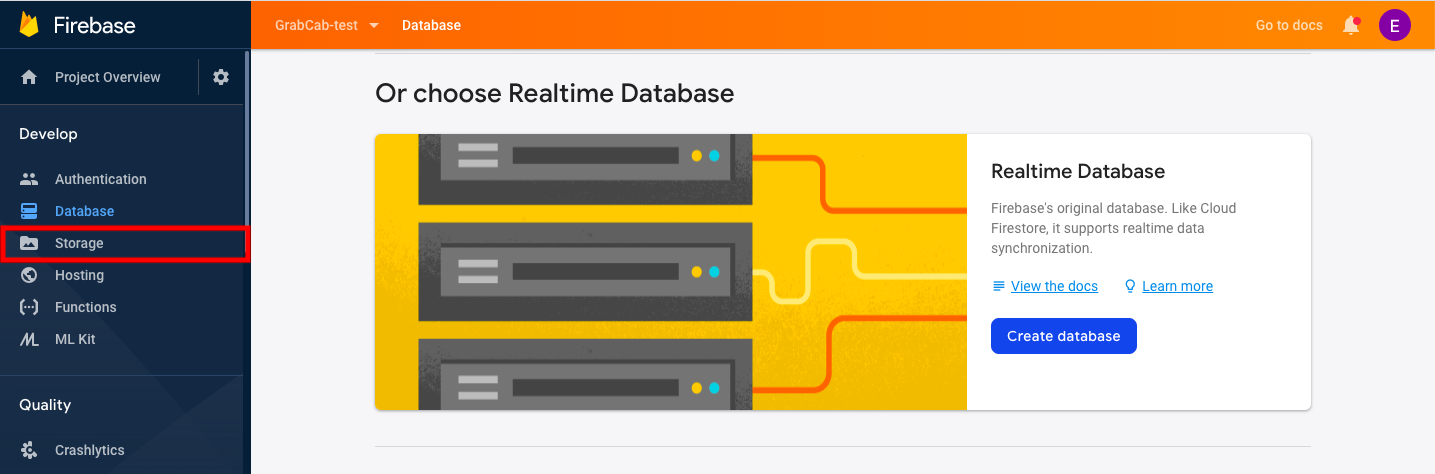 Firebase
GrabCab-test
Database
Go to docs
E
Project Overview
Develop
Authentication
Database
Storage
Hosting
Functions
ML Kit
Quality
Crashlytics
Or choose Realtime Database
Realtime Database
Firebase's original database. Like Cloud
Firestore, it supports realtime data
synchronization.
View the docs
Learn more
Create database